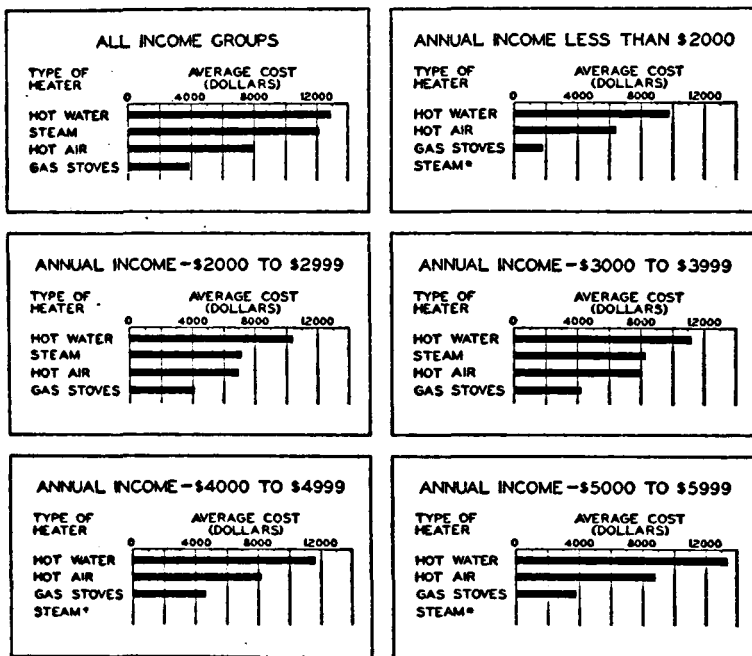 ALL INCOME GROUPS
TYPE OF HEATER AVERAGE COST (DOLLARS)
0 4000 8000 12000
HOT WATER
STEAM
HOT AIR
GAS STOVES
ANNUAL INCOME LESS THAN $2000
TYPE OF HEATER AVERAGE COST (DOLLARS)
0 4000 8000 12000
HOT WATER
HOT AIR
GAS STOVES
STEAM*
ANNUAL INCOME-$2000 TO $2999
TYPE OF HEATER AVERAGE COST (DOLLARS)
0 4000 8000 12000
HOT WATER
STEAM
HOT AIR
GAS STOVES
ANNUAL INCOME-$3000 TO $3999
TYPE OF HEATER AVERAGE COST (DOLLARS)
0 4000 8000 12000
HOT WATER
STEAM
HOT AIR
GAS STOVES
ANNUAL INCOME-$4000 TO $4999
TYPE OF HEATER AVERAGE COST (DOLLARS)
0 4000 8000 12000
HOT WATER
HOT AIR
GAS STOVES
STEAM*
ANNUAL INCOME-$5000 TO $5999
TYPE OF HEATER AVERAGE COST (DOLLARS)
0 4000 8000 12000
HOT WATER
HOT AIR
GAS STOVES
STEAM*